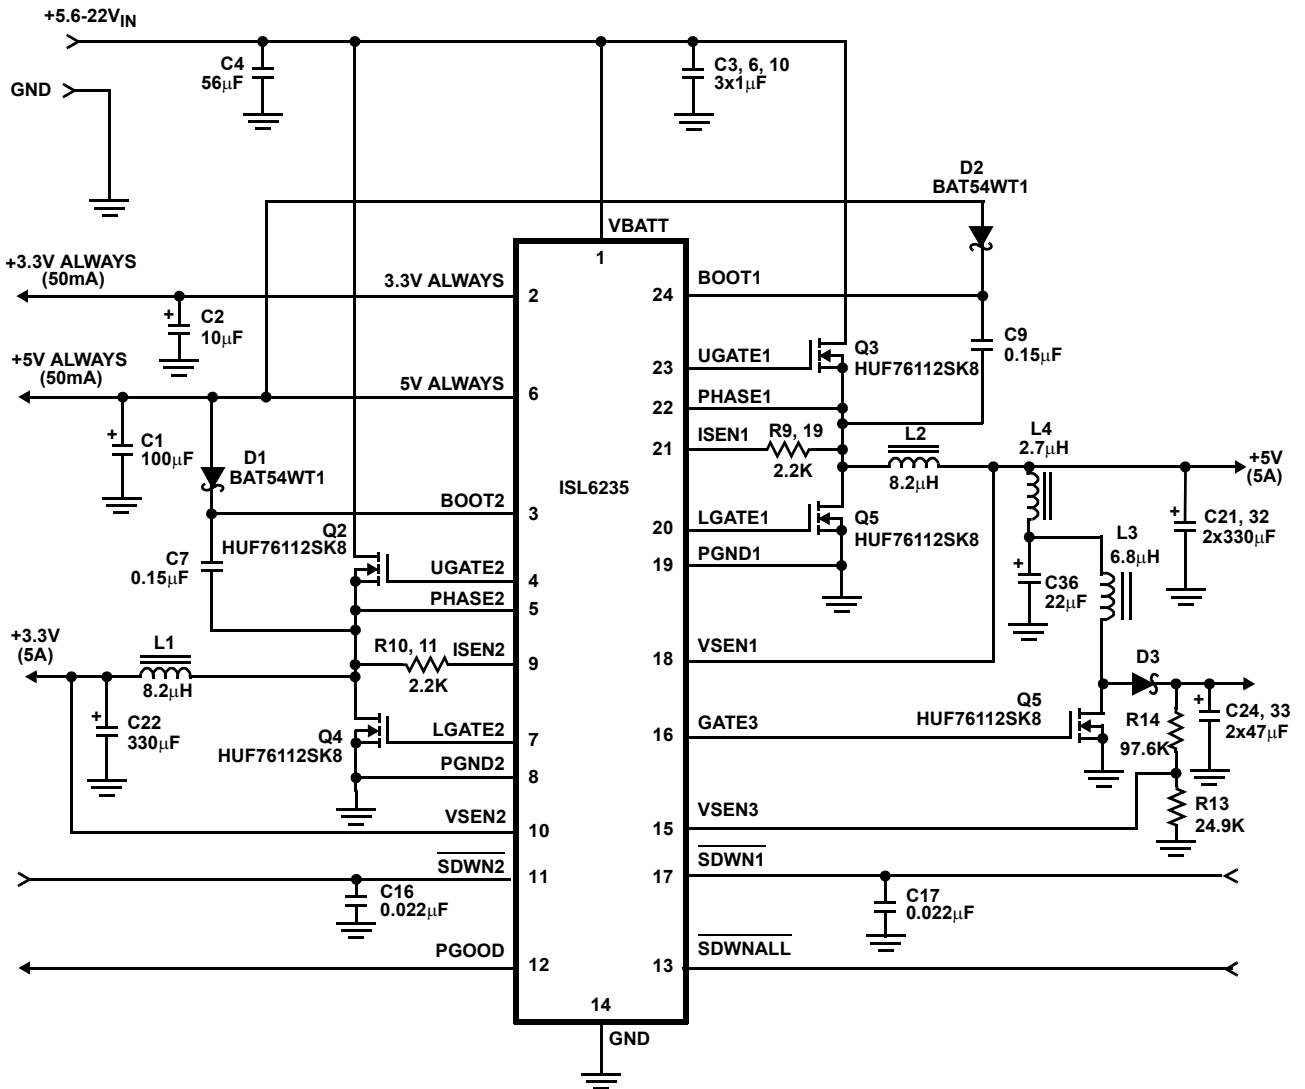 +5.6-22VIN
GND
C4
56µF
C3, 6, 10
3x1µF
D2
BAT54WT1
VBATT
1
+3.3V ALWAYS
(50mA)
3.3V ALWAYS
2
C2
10µF
+
24
BOOT1
C9
0.15µF
+5V ALWAYS
(50mA)
5V ALWAYS
6
23
UGATE1
Q3
HUF76112SK8
22
PHASE1
C1
100µF
+
D1
BAT54WT1
21
ISEN1
R9, 19
2.2K
L2
8.2µH
L4
2.7µH
+5V
(5A)
ISL6235
BOOT2
3
20
LGATE1
Q5
HUF76112SK8
C21, 32
2x330µF
+
Q2
HUF76112SK8
C7
0.15µF
UGATE2
4
19
PGND1
L3
6.8µH
C36
22µF
+
PHASE2
5
+3.3V
(5A)
L1
8.2µH
R10, 11
2.2K
ISEN2
9
18
VSEN1
D3
C22
330µF
+
Q4
HUF76112SK8
LGATE2
7
16
GATE3
Q5
HUF76112SK8
R14
97.6K
C24, 33
2x47µF
+
PGND2
8
VSEN2
10
15
VSEN3
R13
24.9K
SDWN2
11
17
SDWN1
C16
0.022µF
C17
0.022µF
PGOOD
12
13
SDWNALL
14
GND